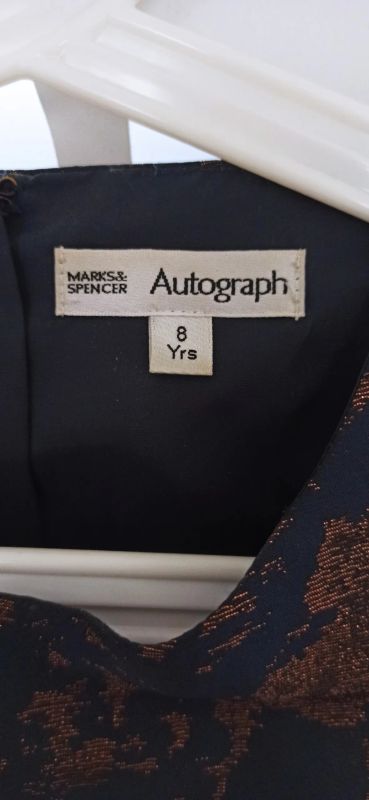 MARKS&
SPENCER
Autograph
8
Yrs